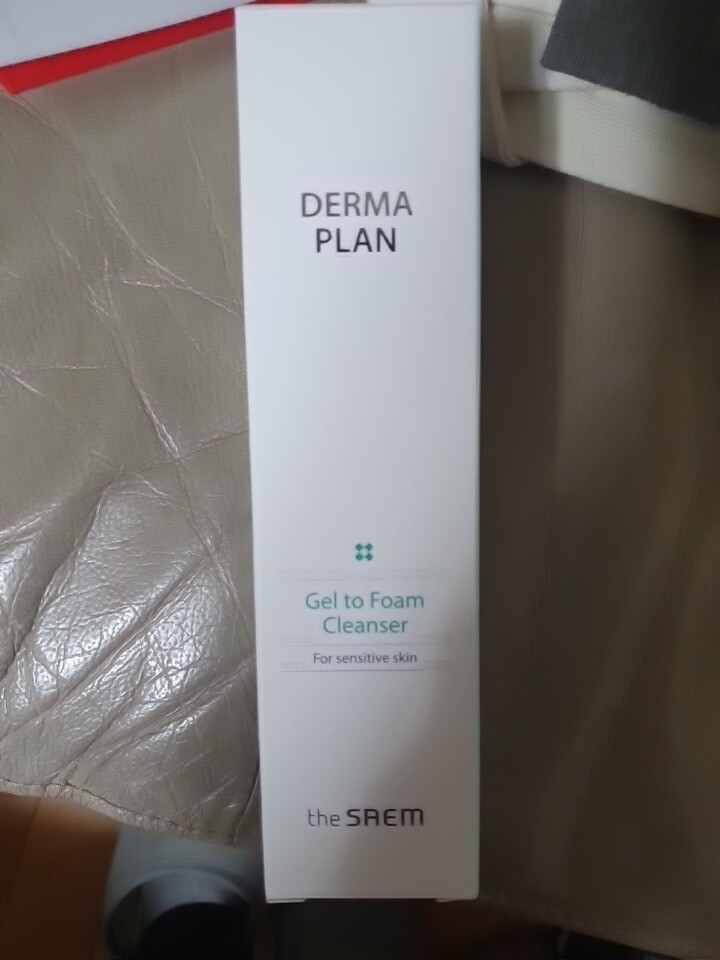 DERMA
PLAN
Gel to Foam
Cleanser
For sensitive skin
the SAEM